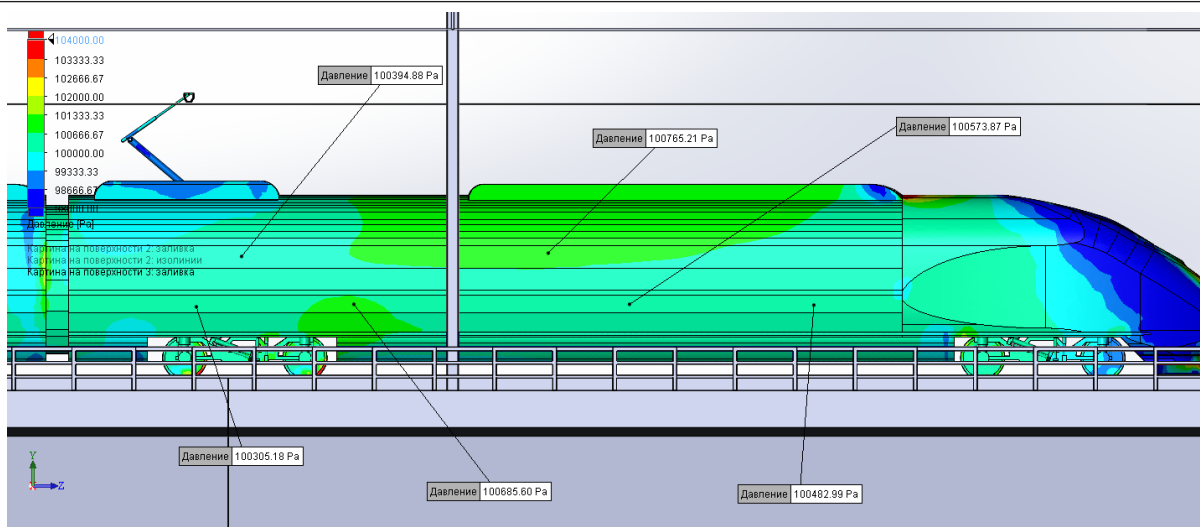 104000.00
103333.33
102666.67
102000.00
101333.33
100666.67
100000.00
99333.33
98666.67
98000.00
Давление [Pa]
Картина на поверхности 2: заливка
Картина на поверхности 2: изолинии
Картина на поверхности 3: заливка
Давление 100394.88 Pa
Давление 100765.21 Pa
Давление 100573.87 Pa
Давление 100305.18 Pa
Давление 100685.60 Pa
Давление 100482.99 Pa
Y
X
Z